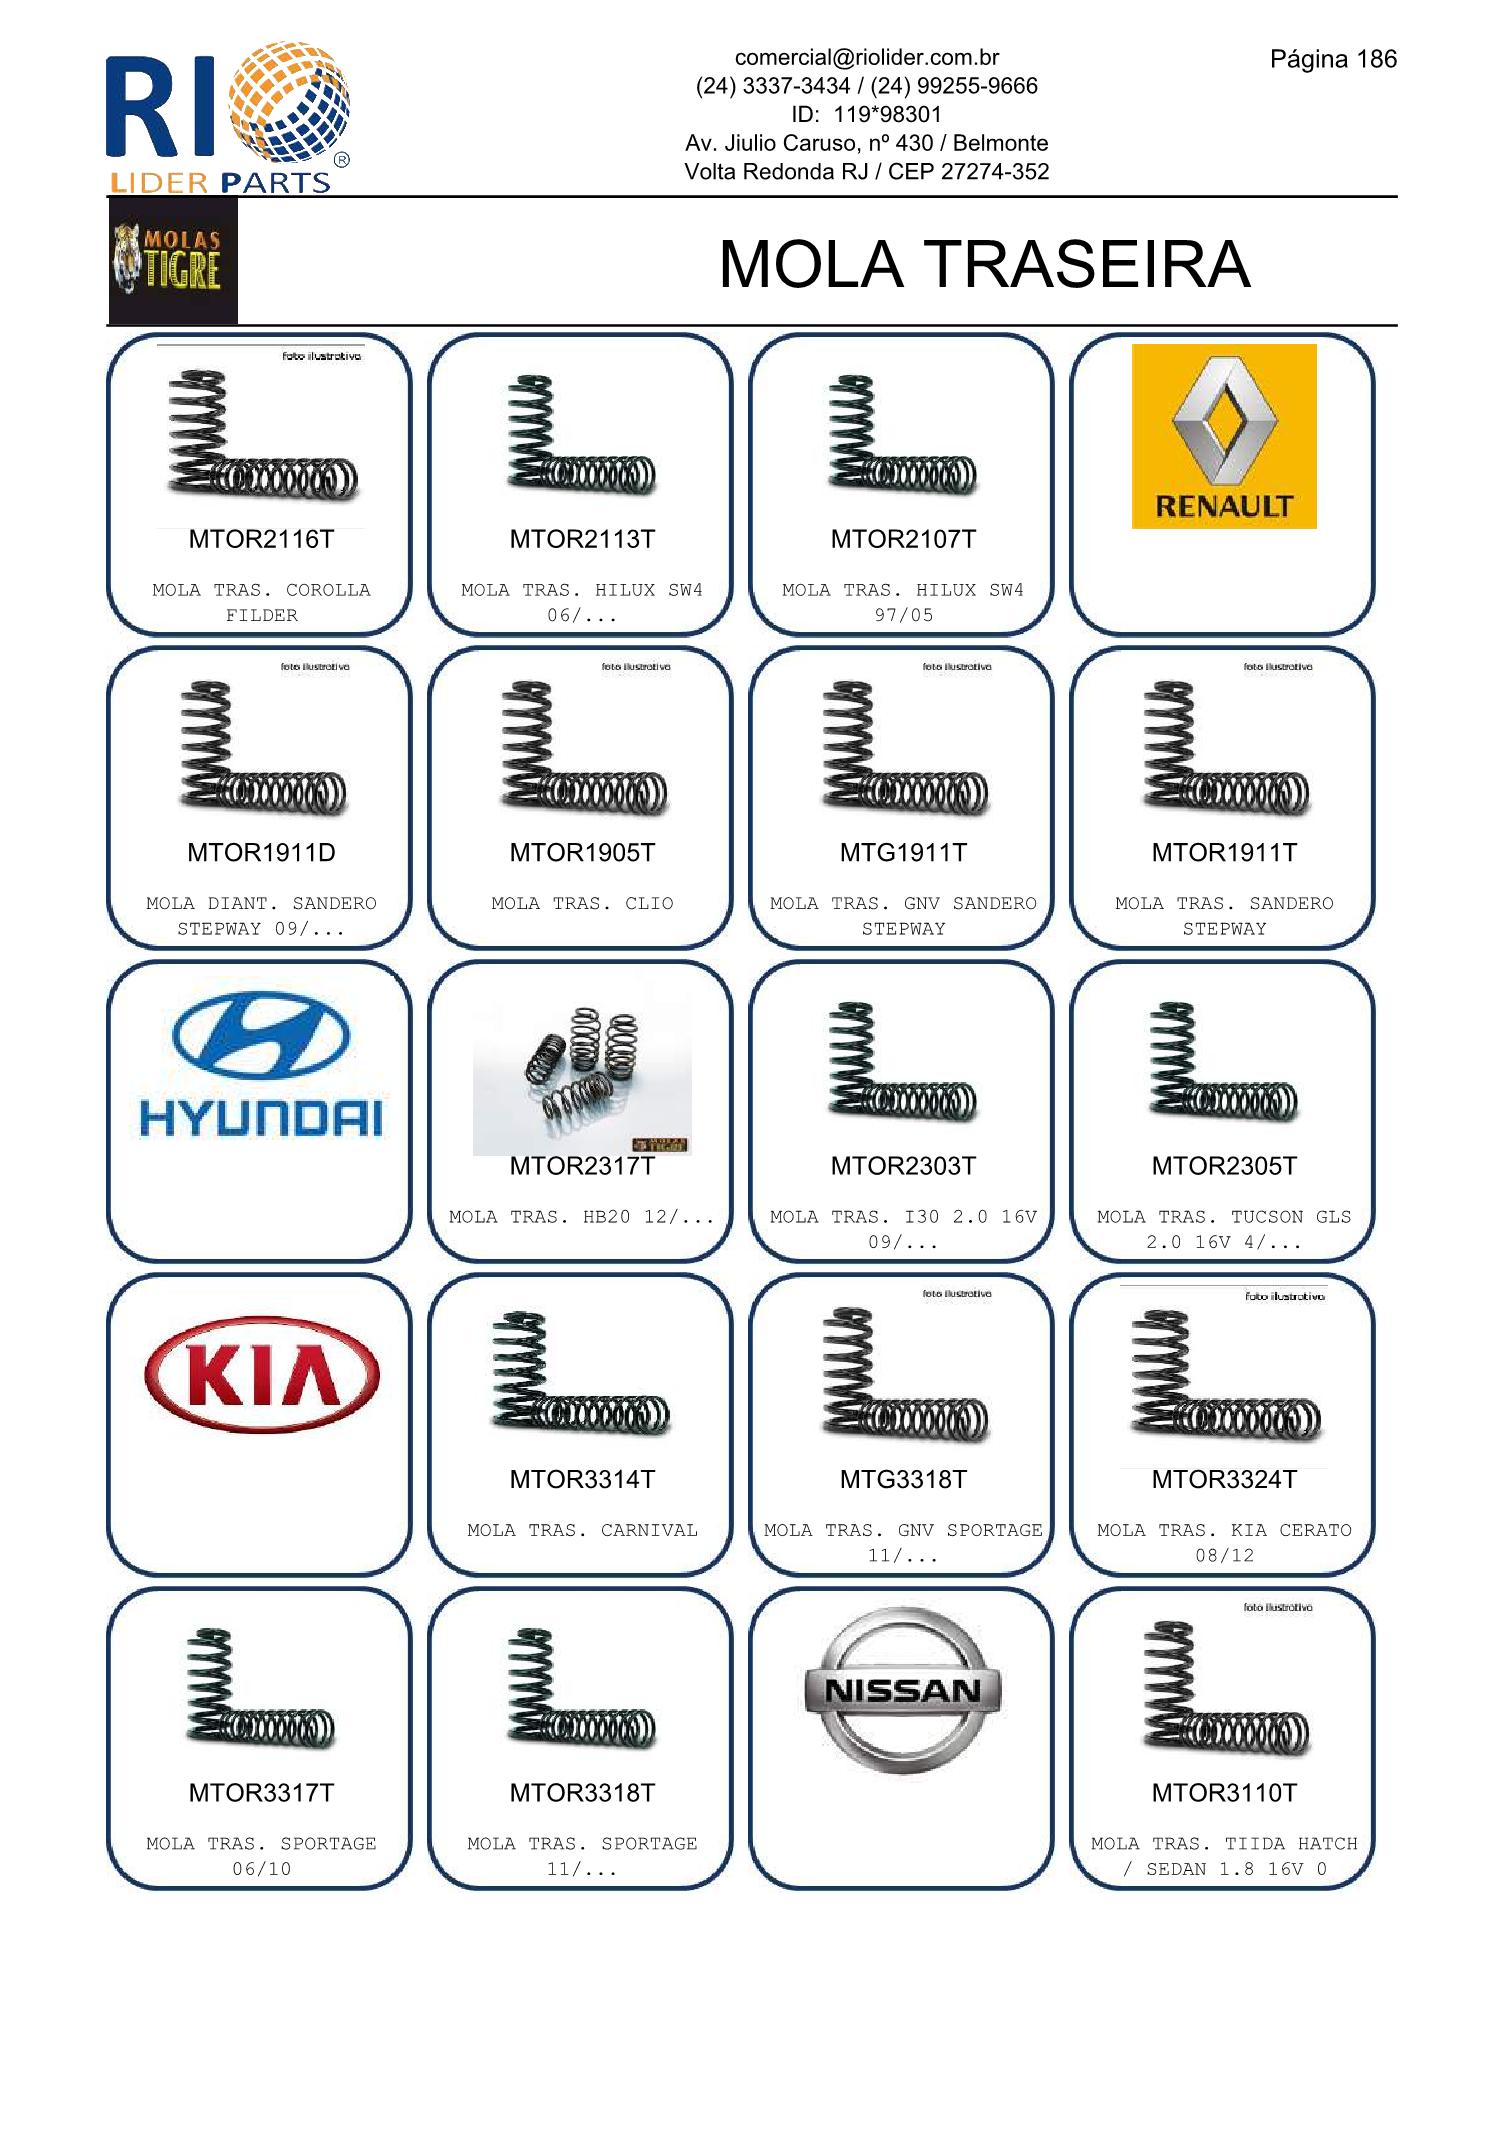 RIO
LIDER PARTS
®
comercial@riolider.com.br
(24) 3337-3434 / (24) 99255-9666
ID:  119*98301
Av. Jiulio Caruso, nº 430 / Belmonte
Volta Redonda RJ / CEP 27274-352
Página 186
MOLAS
TIGRE
MOLA TRASEIRA
foto ilustrativa
MTOR2116T
MOLA TRAS. COROLLA
FILDER
MTOR2113T
MOLA TRAS. HILUX SW4
06/...
MTOR2107T
MOLA TRAS. HILUX SW4
97/05
RENAULT
foto ilustrativa
MTOR1911D
MOLA DIANT. SANDERO
STEPWAY 09/...
foto ilustrativa
MTOR1905T
MOLA TRAS. CLIO
foto ilustrativa
MTG1911T
MOLA TRAS. GNV SANDERO
STEPWAY
foto ilustrativa
MTOR1911T
MOLA TRAS. SANDERO
STEPWAY
HYUNDAI
MOLAS
TIGRE
MTOR2317T
MOLA TRAS. HB20 12/...
MTOR2303T
MOLA TRAS. I30 2.0 16V
09/...
MTOR2305T
MOLA TRAS. TUCSON GLS
2.0 16V 4/...
KIA
MTOR3314T
MOLA TRAS. CARNIVAL
foto ilustrativa
MTG3318T
MOLA TRAS. GNV SPORTAGE
11/...
foto ilustrativa
MTOR3324T
MOLA TRAS. KIA CERATO
08/12
MTOR3317T
MOLA TRAS. SPORTAGE
06/10
MTOR3318T
MOLA TRAS. SPORTAGE
11/...
NISSAN
foto ilustrativa
MTOR3110T
MOLA TRAS. TIIDA HATCH
/ SEDAN 1.8 16V 0